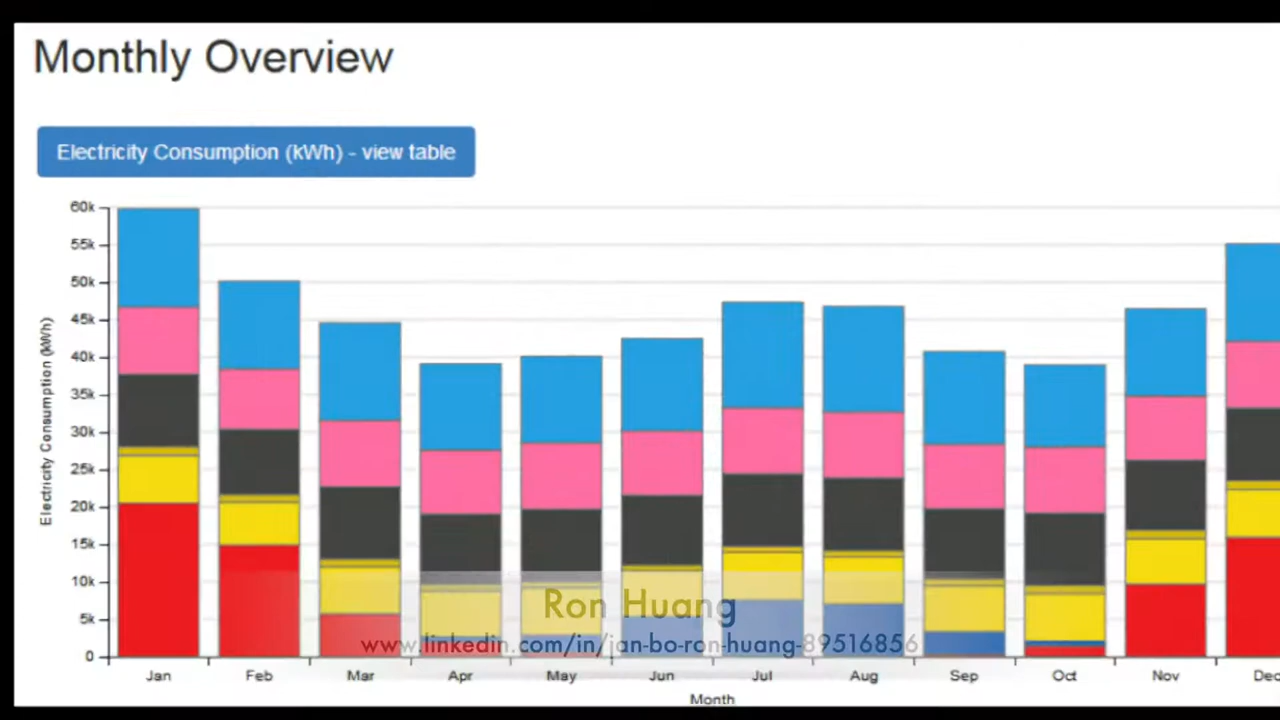 Monthly Overview
Electricity Consumption (kWh) - view table
60k
55k
50k
45k
40k
35k
30k
25k
20k
15k
10k
5k
0
Electricity Consumption (kWh)
Jan Feb Mar Apr May Jun Jul Aug Sep Oct Nov Dec
Month
Ron Huang
www.linkedin.com/in/jan-bo-ron-huang-89516856